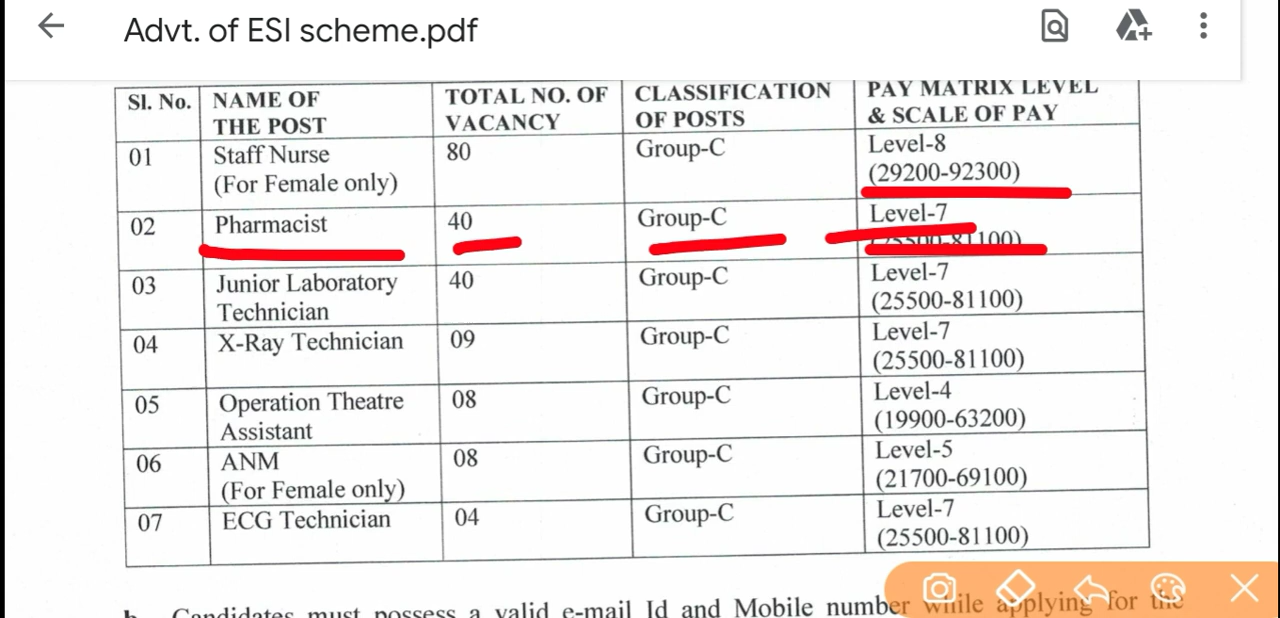 Advt. of ESI scheme.pdf
Sl. No. NAME OF THE POST TOTAL NO. OF VACANCY CLASSIFICATION OF POSTS PAY MATRIX LEVEL & SCALE OF PAY
01 Staff Nurse (For Female only) 80 Group-C Level-8 (29200-92300)
02 Pharmacist 40 Group-C Level-7 (25500-81100)
03 Junior Laboratory Technician 40 Group-C Level-7 (25500-81100)
04 X-Ray Technician 09 Group-C Level-7 (25500-81100)
05 Operation Theatre Assistant 08 Group-C Level-4 (19900-63200)
06 ANM (For Female only) 08 Group-C Level-5 (21700-69100)
07 ECG Technician 04 Group-C Level-7 (25500-81100)
b. Candidates must possess a valid e-mail Id and Mobile number while applying for the